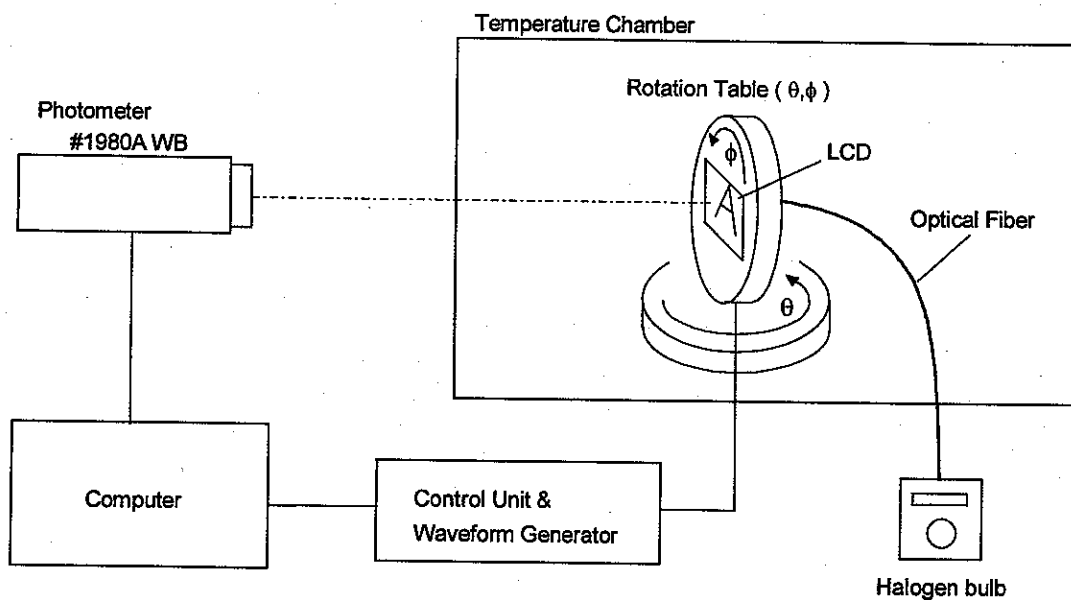 Temperature Chamber
Rotation Table ( θ,ϕ )
Photometer
#1980A WB
ϕ
LCD
A
Optical Fiber
θ
Computer
Control Unit &
Waveform Generator
Halogen bulb